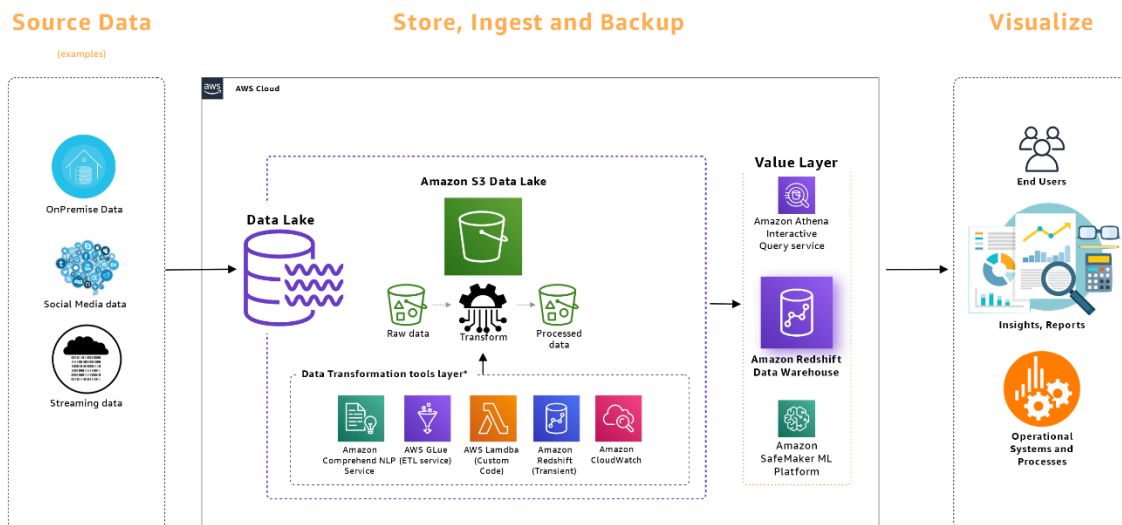 Source Data
(examples)
Store, Ingest and Backup
Visualize
aws
AWS Cloud
OnPremise Data
Social Media data
Streaming data
Data Lake
Amazon S3 Data Lake
Raw data
Transform
Processed
data
Data Transformation tools layer*
Amazon
Comprehend NLP
Service
AWS GLue
(ETL service)
AWS Lamdba
(Custom
Code)
Amazon
Redshift
(Transient)
Amazon
CloudWatch
Value Layer
Amazon Athena
Interactive
Query service
Amazon Redshift
Data Warehouse
Amazon
SafeMaker ML
Platform
End Users
Insights, Reports
Operational
Systems and
Processes